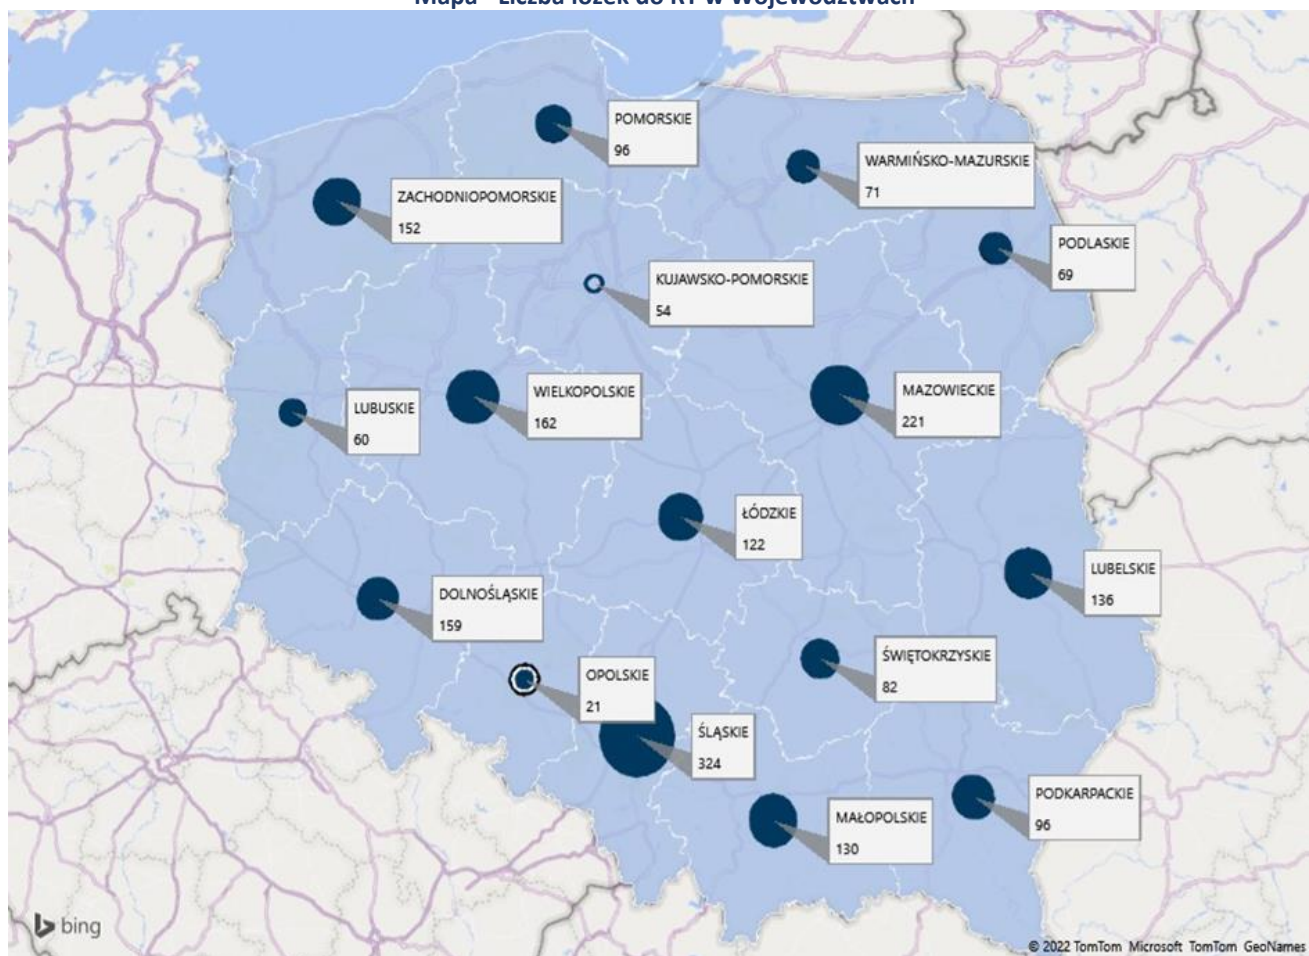 Mapa - Liczba łóżek do RT w Województwach
POMORSKIE
96
WARMIŃSKO-MAZURSKIE
71
ZACHODNIOPOMORSKIE
152
PODLASKIE
69
KUJAWSKO-POMORSKIE
54
WIELKOPOLSKIE
162
MAZOWIECKIE
221
LUBUSKIE
60
ŁÓDZKIE
122
LUBELSKIE
136
DOLNOŚLĄSKIE
159
ŚWIĘTOKRZYSKIE
82
OPOLSKIE
21
ŚLĄSKIE
324
PODKARPACKIE
96
MAŁOPOLSKIE
130
bing
© 2022 TomTom Microsoft TomTom GeoNames